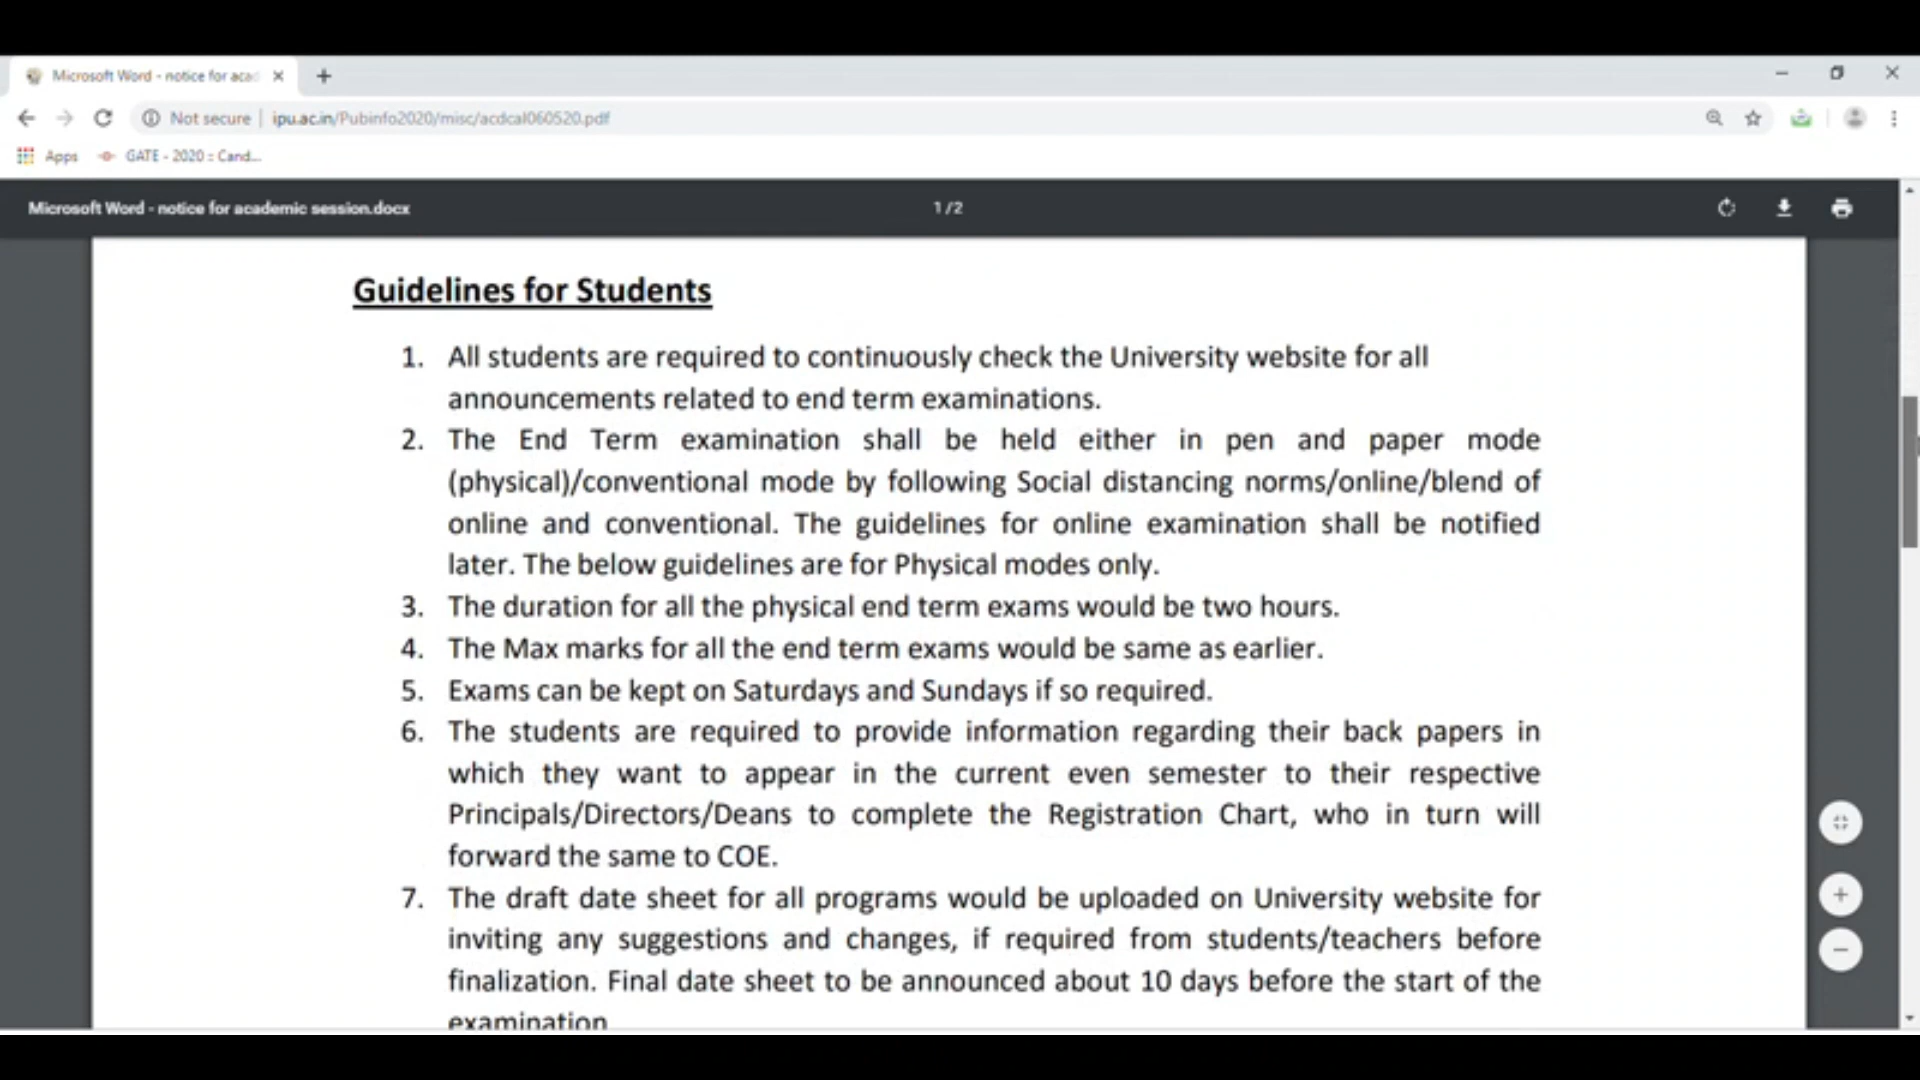 Microsoft Word - notice for acac
Not secure | ipu.ac.in/Pubinfo2020/misc/acdcal060520.pdf
Apps GATE - 2020 :: Cand...
Microsoft Word - notice for academic session.docx 1 / 2
Guidelines for Students
1. All students are required to continuously check the University website for all
announcements related to end term examinations.
2. The End Term examination shall be held either in pen and paper mode
(physical)/conventional mode by following Social distancing norms/online/blend of
online and conventional. The guidelines for online examination shall be notified
later. The below guidelines are for Physical modes only.
3. The duration for all the physical end term exams would be two hours.
4. The Max marks for all the end term exams would be same as earlier.
5. Exams can be kept on Saturdays and Sundays if so required.
6. The students are required to provide information regarding their back papers in
which they want to appear in the current even semester to their respective
Principals/Directors/Deans to complete the Registration Chart, who in turn will
forward the same to COE.
7. The draft date sheet for all programs would be uploaded on University website for
inviting any suggestions and changes, if required from students/teachers before
finalization. Final date sheet to be announced about 10 days before the start of the
examination